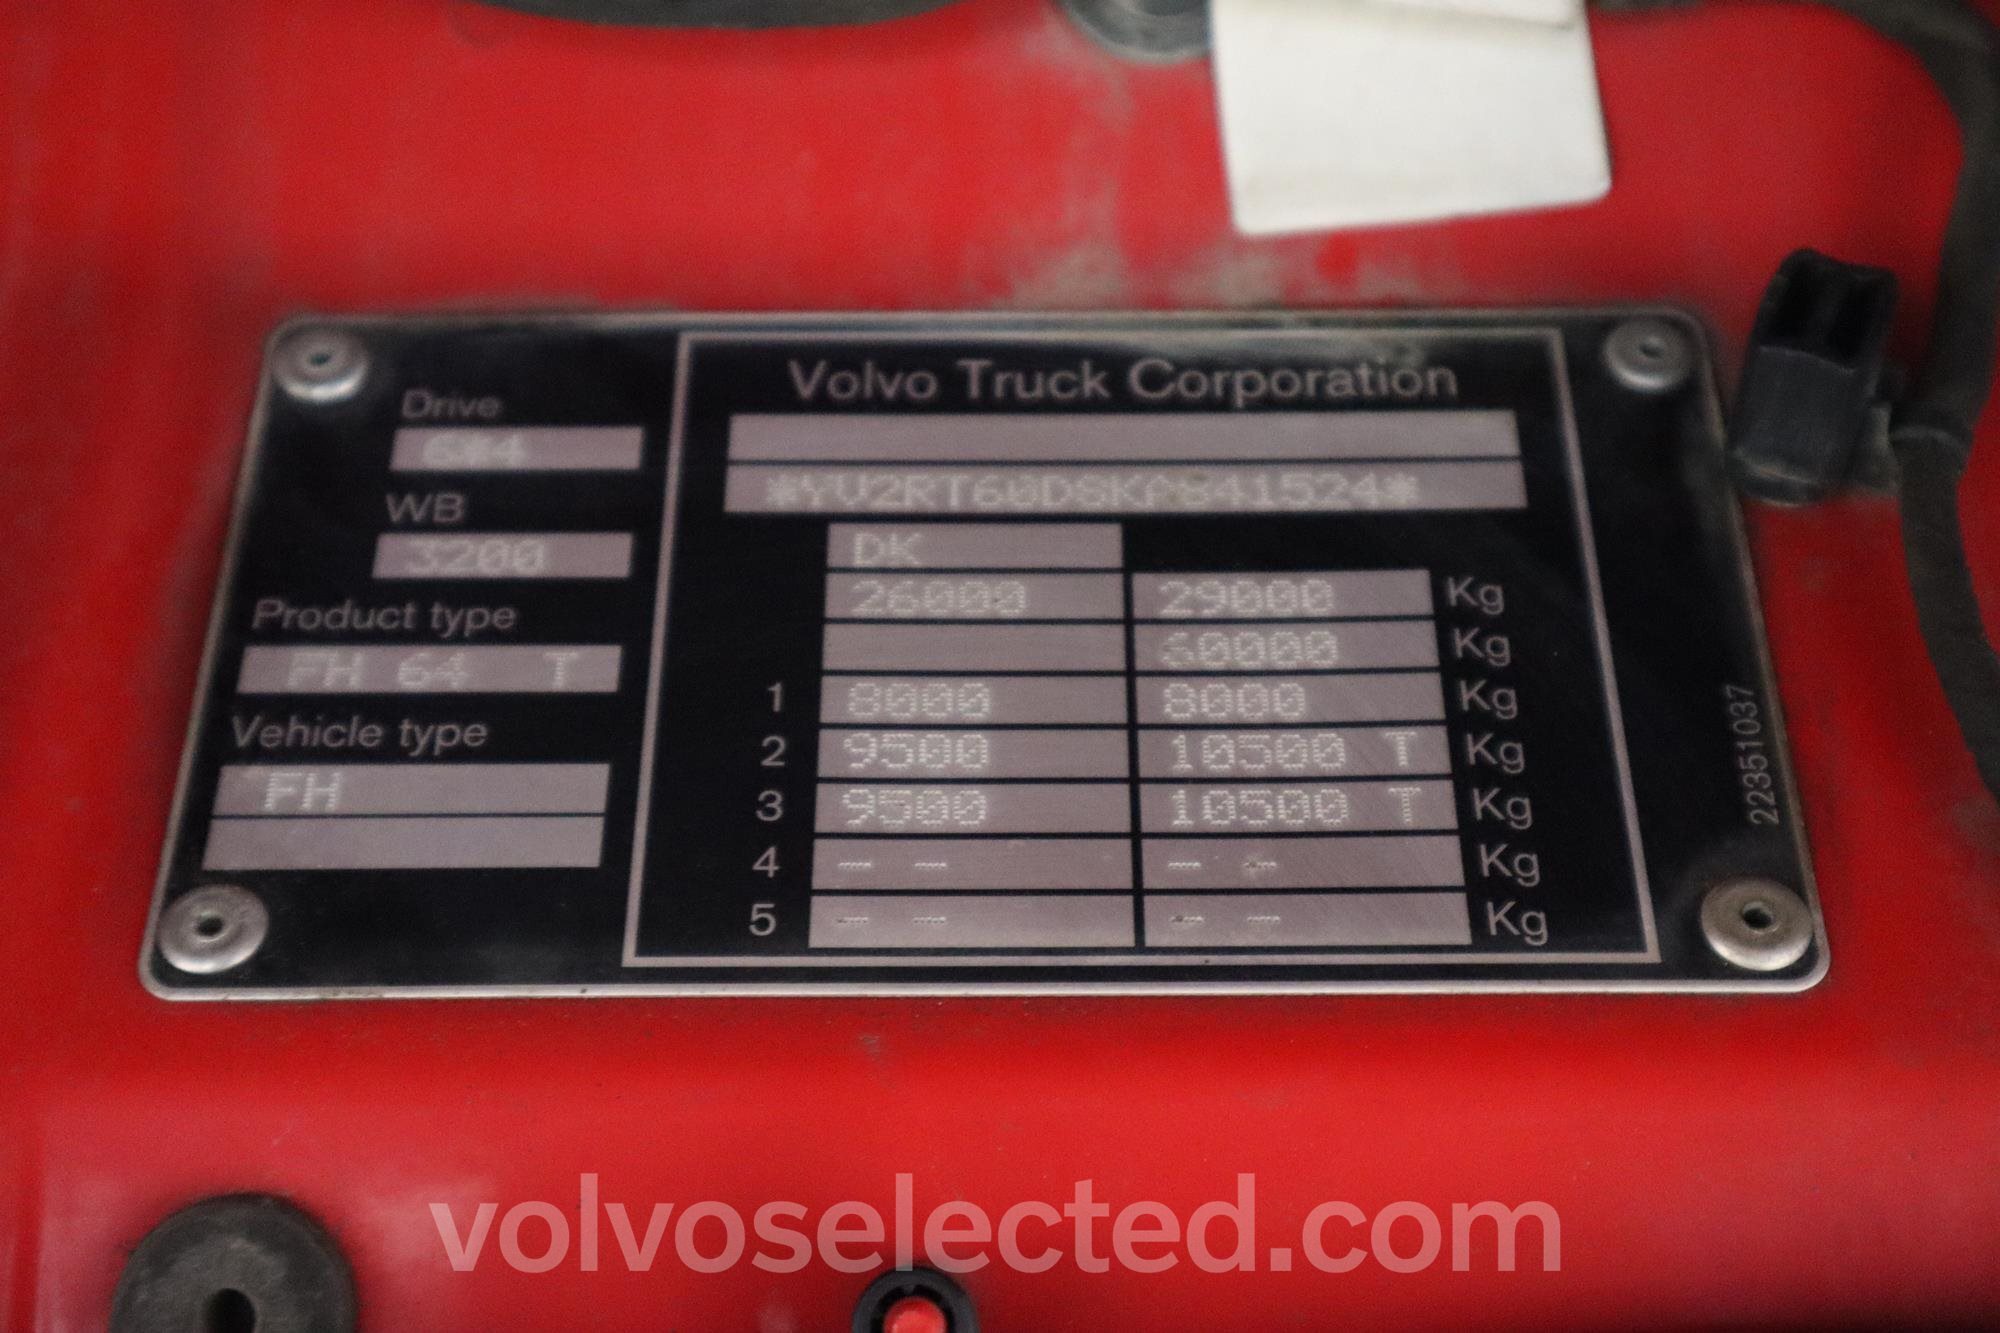 Drive
6*4
WB
3200
Product type
FH 64 T
Vehicle type
FH
Volvo Truck Corporation
DK
26000 29000 Kg
60000 Kg
1 8000 8000 Kg
2 9500 10500 T Kg
3 9500 10500 T Kg
4 -- -- -- -- Kg
5 -- -- -- -- Kg
22351037
volvoselected.com